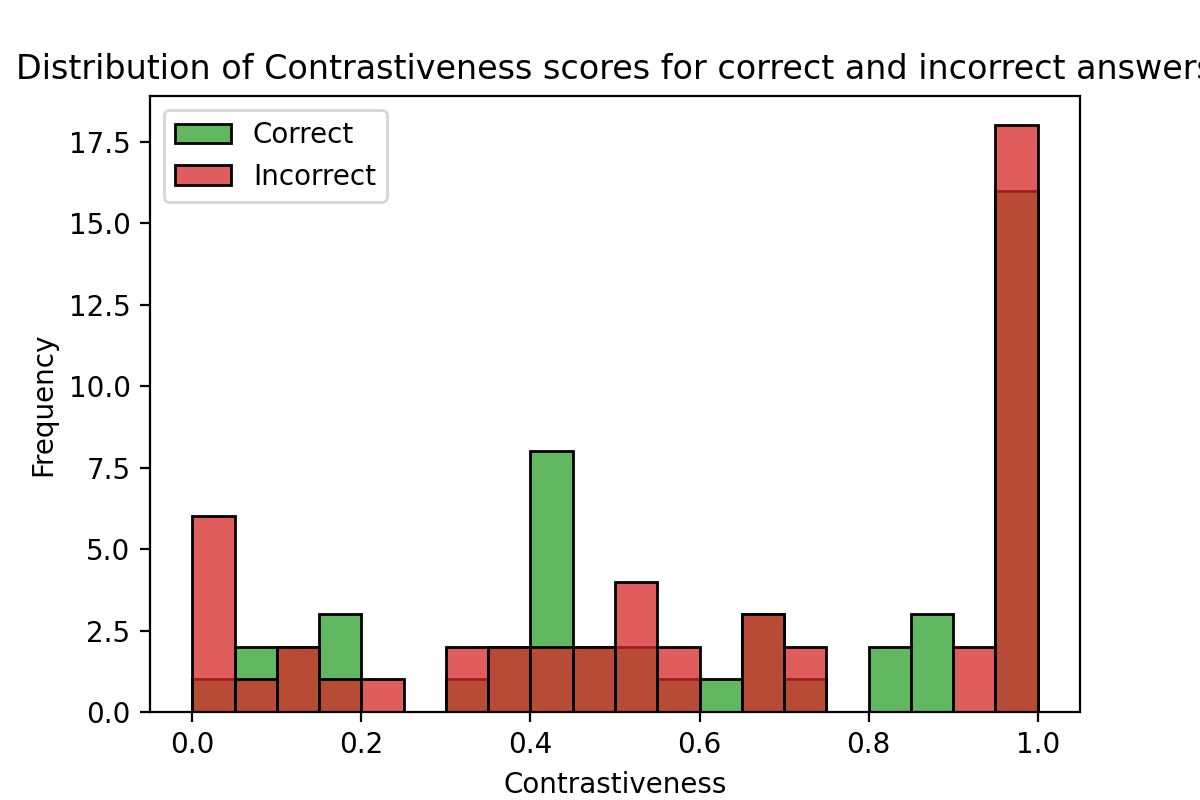 Distribution of Contrastiveness scores for correct and incorrect answers
Correct
Incorrect
17.5
15.0
12.5
10.0
7.5
5.0
2.5
0.0
Frequency
0.0 0.2 0.4 0.6 0.8 1.0
Contrastiveness